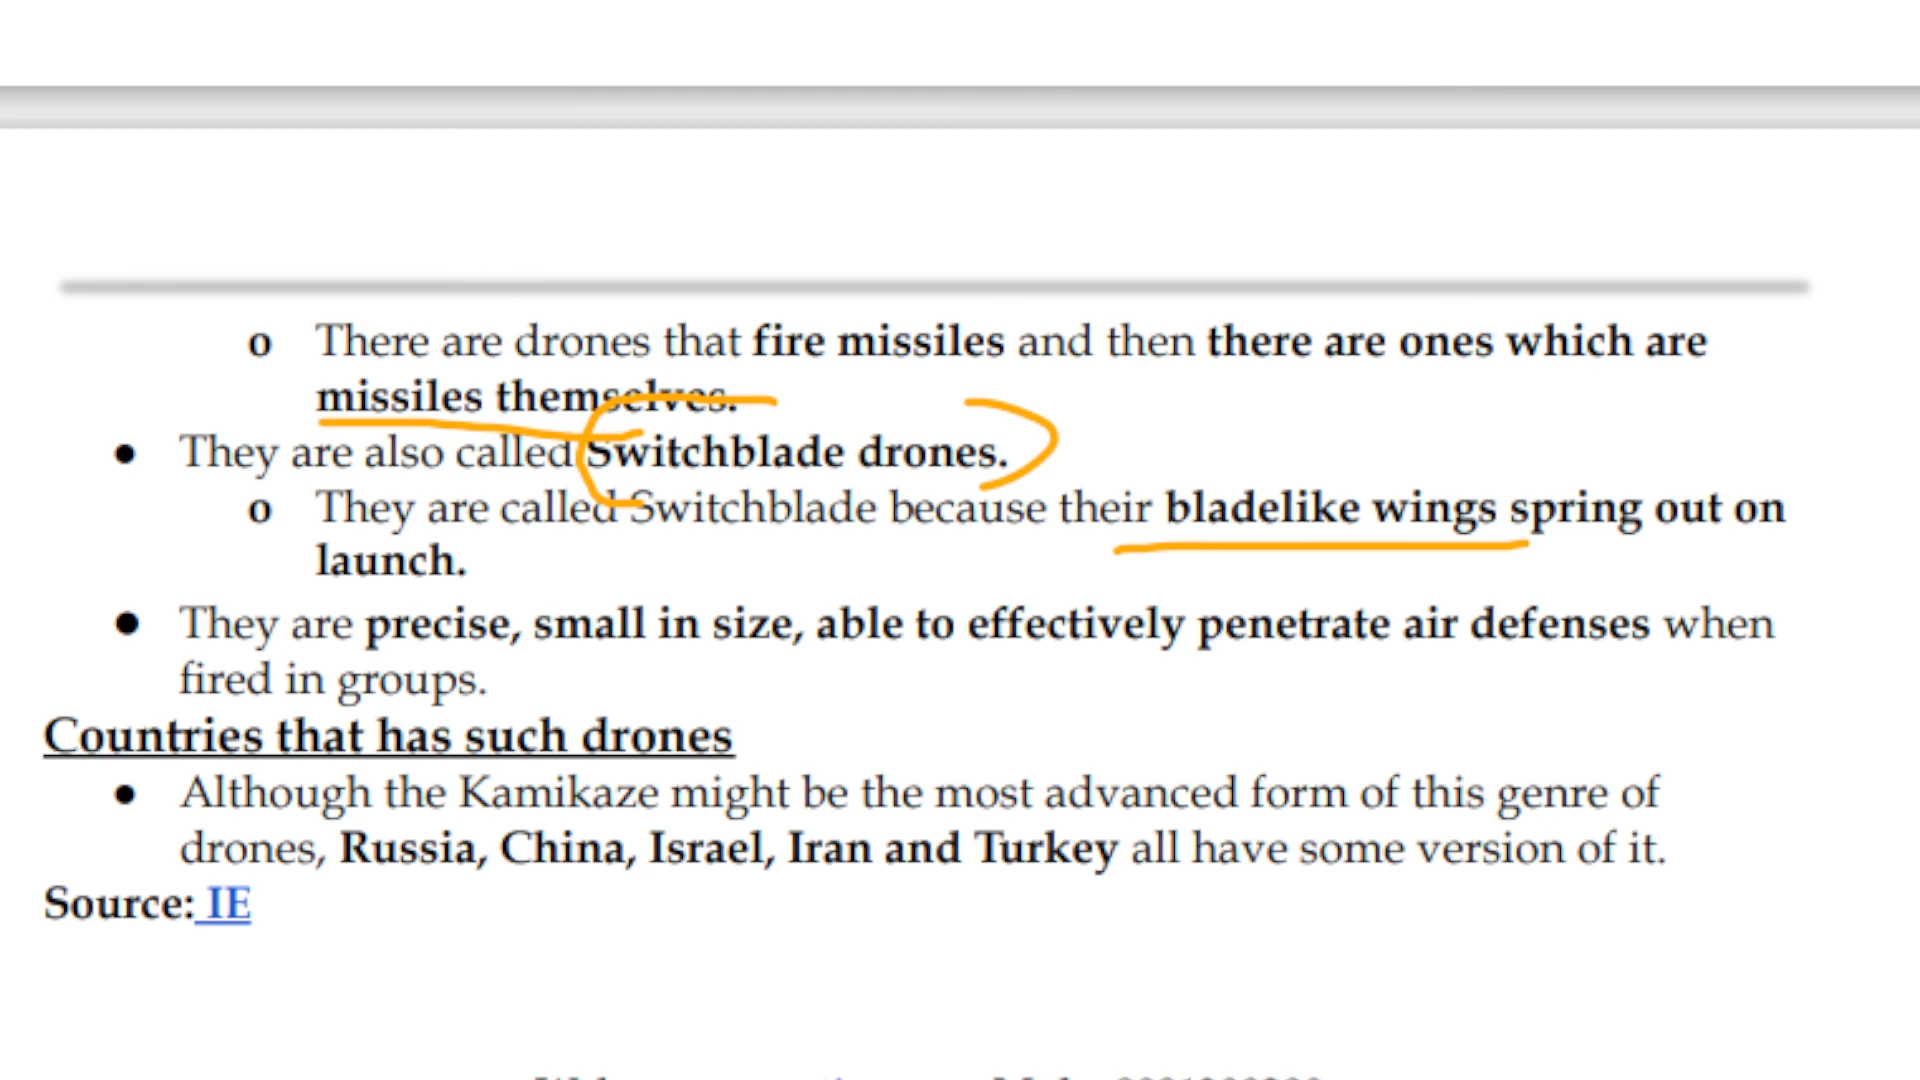 o There are drones that fire missiles and then there are ones which are
missiles themselves.
● They are also called Switchblade drones.
o They are called Switchblade because their bladelike wings spring out on
launch.
● They are precise, small in size, able to effectively penetrate air defenses when
fired in groups.
Countries that has such drones
● Although the Kamikaze might be the most advanced form of this genre of
drones, Russia, China, Israel, Iran and Turkey all have some version of it.
Source: IE